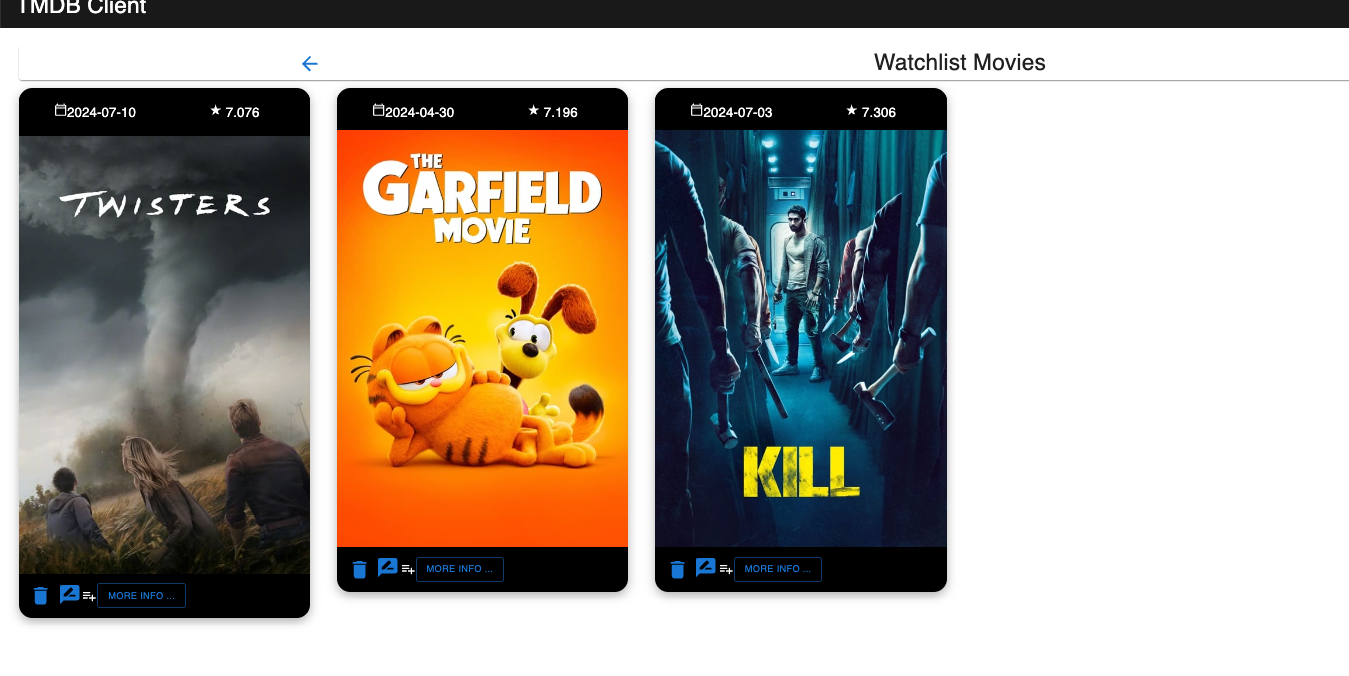 TMDB Client
Watchlist Movies
2024-07-10 ★ 7.076
TWISTERS
MORE INFO ...
2024-04-30 ★ 7.196
THE
GARFIELD
MOVIE
MORE INFO ...
2024-07-03 ★ 7.306
KILL
MORE INFO ...